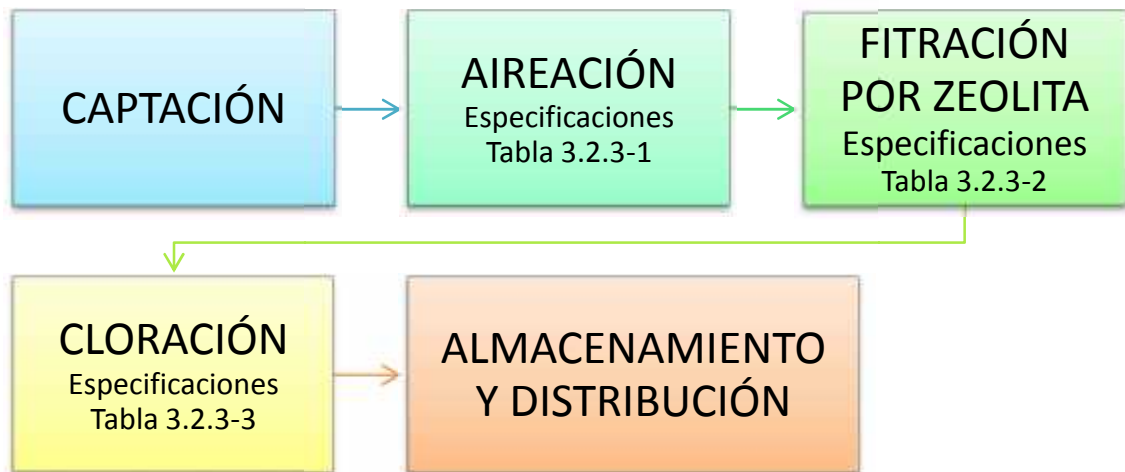 CAPTACIÓN
AIREACIÓN
Especificaciones
Tabla 3.2.3-1
FITRACIÓN
POR ZEOLITA
Especificaciones
Tabla 3.2.3-2
CLORACIÓN
Especificaciones
Tabla 3.2.3-3
ALMACENAMIENTO
Y DISTRIBUCIÓN